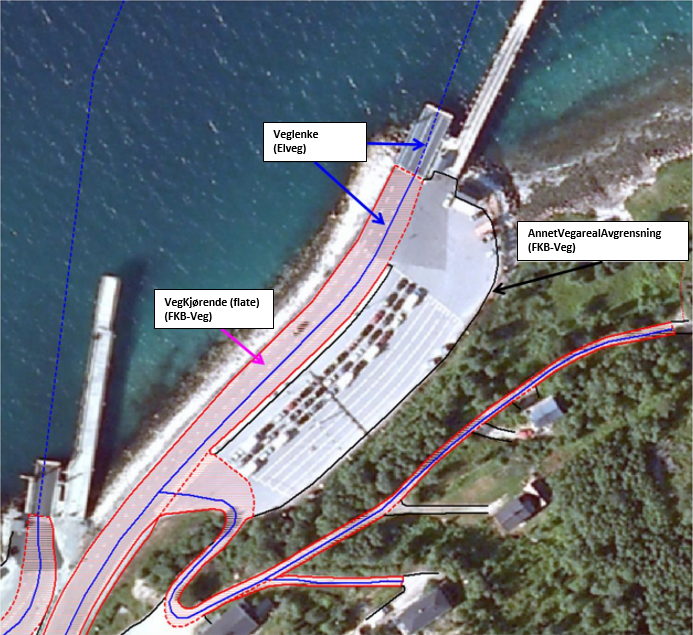 Veglenke
(Elveg)
AnnetVegarealAvgrensning
(FKB-Veg)
VegKjørende (flate)
(FKB-Veg)